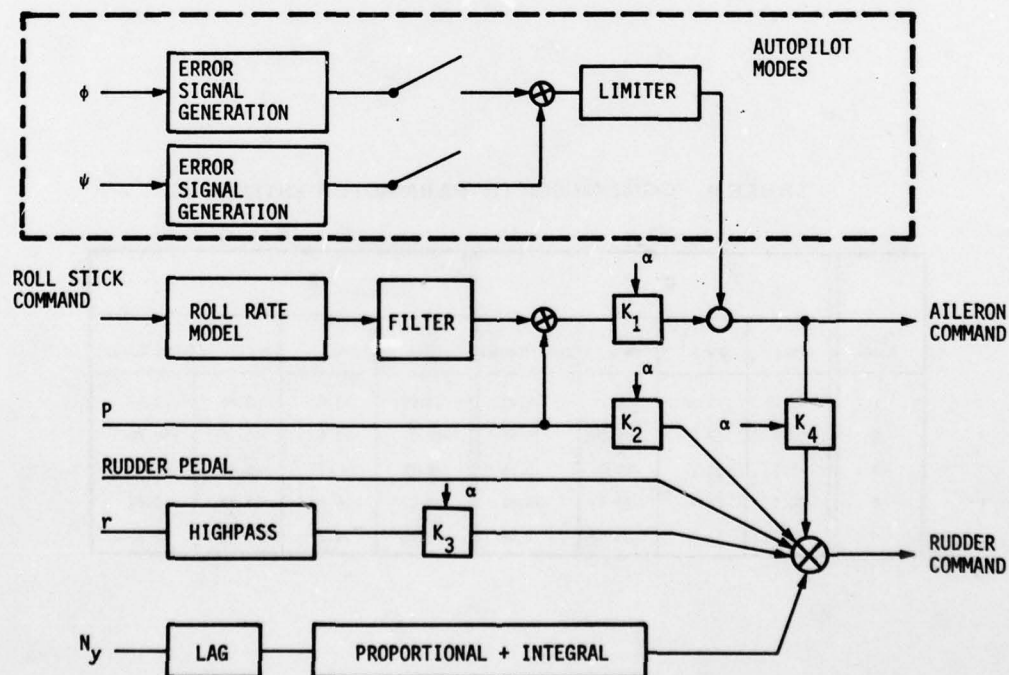 AUTOPILOT
MODES
ϕ
ERROR
SIGNAL
GENERATION
LIMITER
ψ
ERROR
SIGNAL
GENERATION
ROLL STICK
COMMAND
ROLL RATE
MODEL
FILTER
α
K1
AILERON
COMMAND
P
α
K2
α
K4
RUDDER PEDAL
r
HIGHPASS
α
K3
RUDDER
COMMAND
Ny
LAG
PROPORTIONAL + INTEGRAL